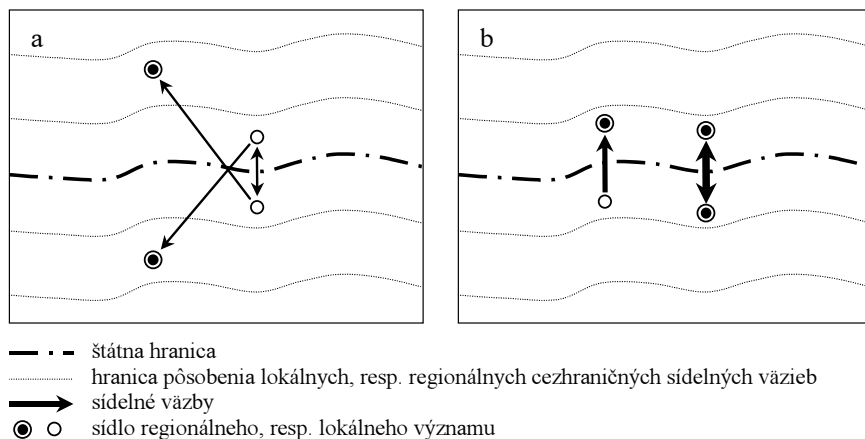 a
b
štátna hranica
hranica pôsobenia lokálnych, resp. regionálnych cezhraničných sídelných väzieb
sídelné väzby
sídlo regionálneho, resp. lokálneho významu